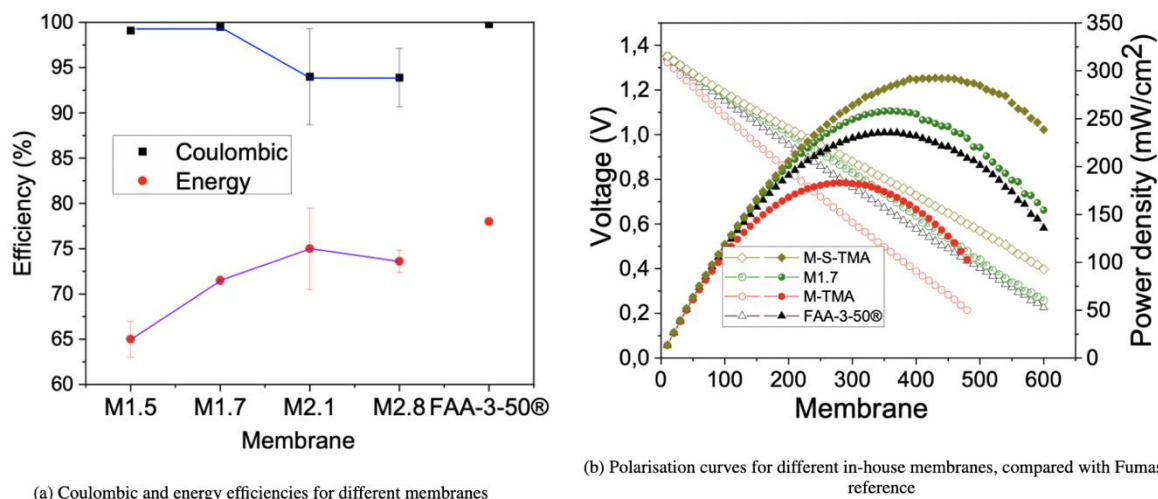 100
95
90
85
80
75
70
65
60
Efficiency (%)
Coulombic
Energy
M1.5 M1.7 M2.1 M2.8 FAA-3-50®
Membrane
(a) Coulombic and energy efficiencies for different membranes
1,4
1,2
1,0
0,8
0,6
0,4
0,2
0,0
Voltage (V)
350
300
250
200
150
100
50
0
Power density (mW/cm2)
M-S-TMA
M1.7
M-TMA
FAA-3-50®
0 100 200 300 400 500 600
Membrane
(b) Polarisation curves for different in-house membranes, compared with Fumas
reference